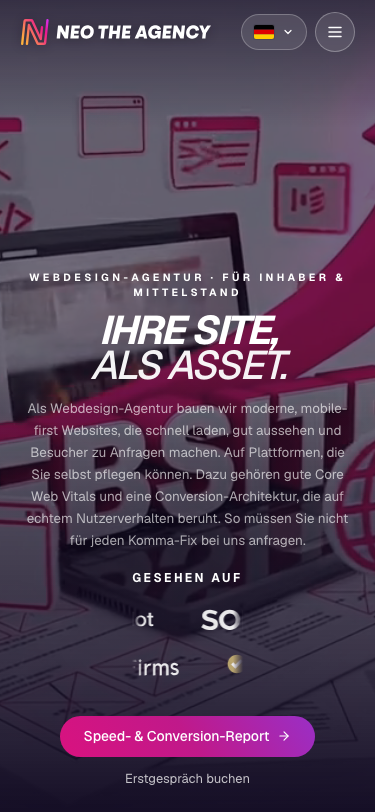 NEO THE AGENCY
WEBDESIGN-AGENTUR · FÜR INHABER &
MITTELSTAND
IHRE SITE,
ALS ASSET.
Als Webdesign-Agentur bauen wir moderne, mobile-
first Websites, die schnell laden, gut aussehen und
Besucher zu Anfragen machen. Auf Plattformen, die
Sie selbst pflegen können. Dazu gehören gute Core
Web Vitals und eine Conversion-Architektur, die auf
echtem Nutzerverhalten beruht. So müssen Sie nicht
für jeden Komma-Fix bei uns anfragen.
GESEHEN AUF
ot SO
irms
Speed- & Conversion-Report →
Erstgespräch buchen